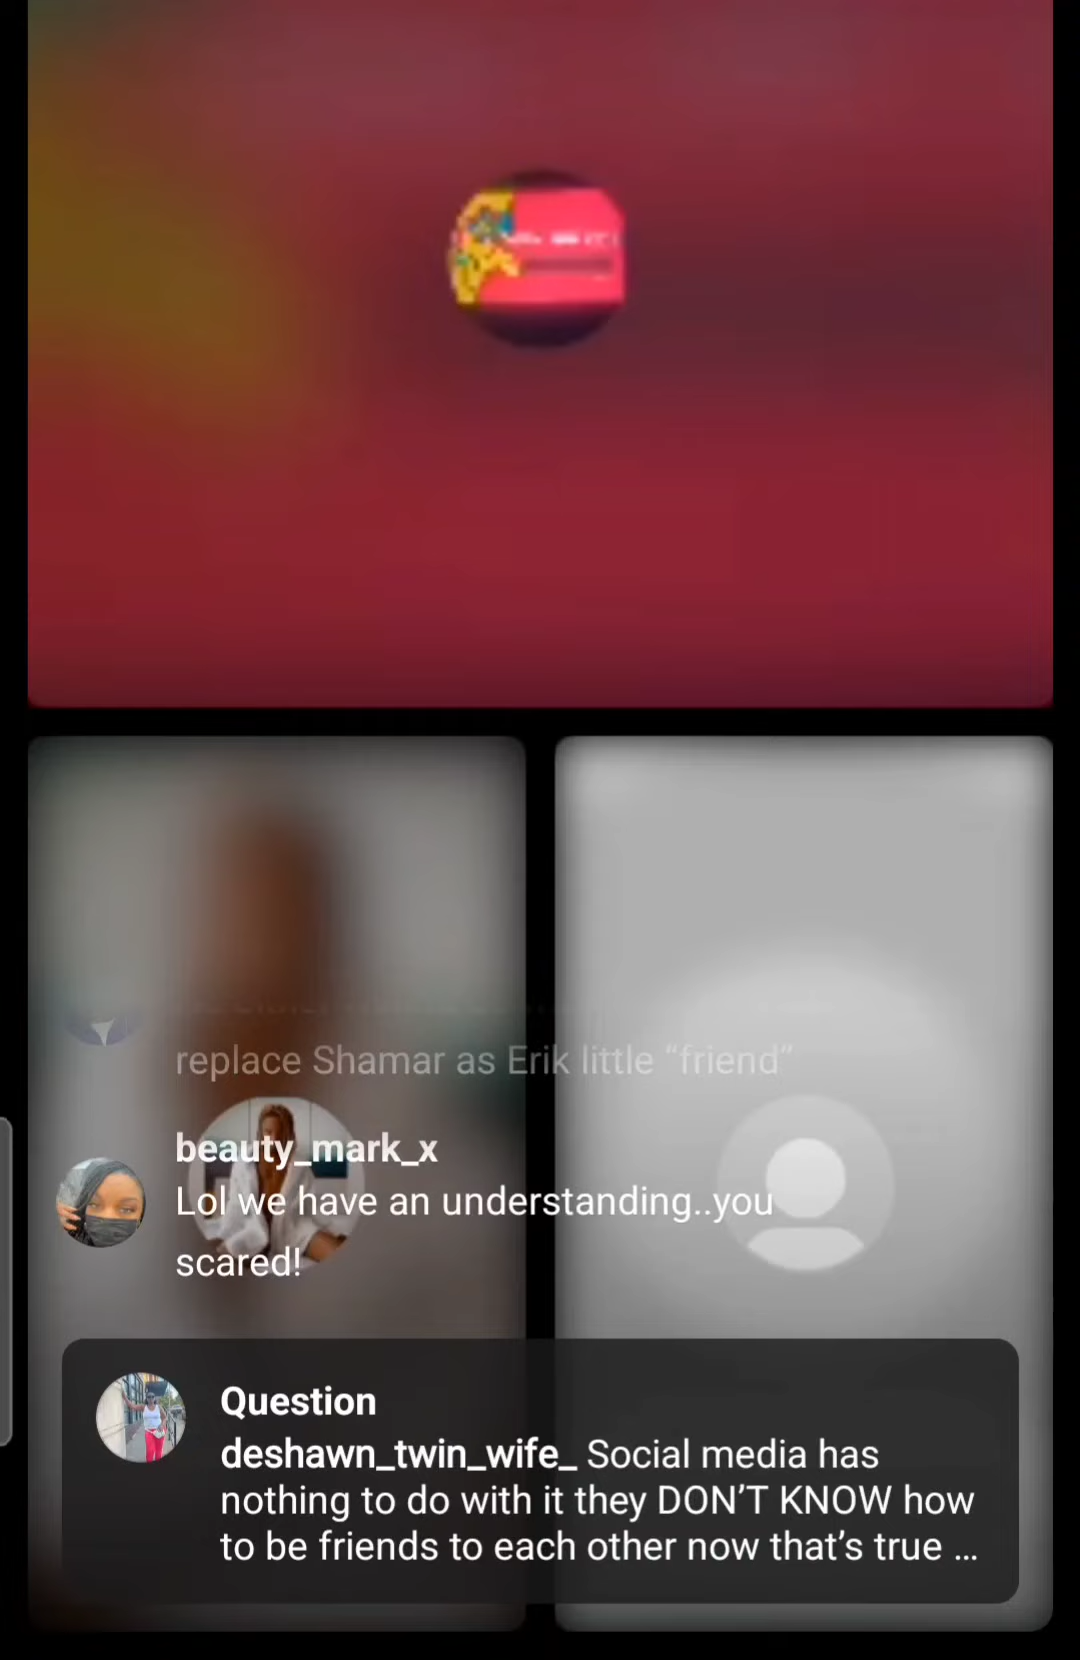 replace Shamar as Erik little “friend”
beauty_mark_x
Lol we have an understanding..you
scared!
Question
deshawn_twin_wife_ Social media has
nothing to do with it they DON’T KNOW how
to be friends to each other now that’s true ...